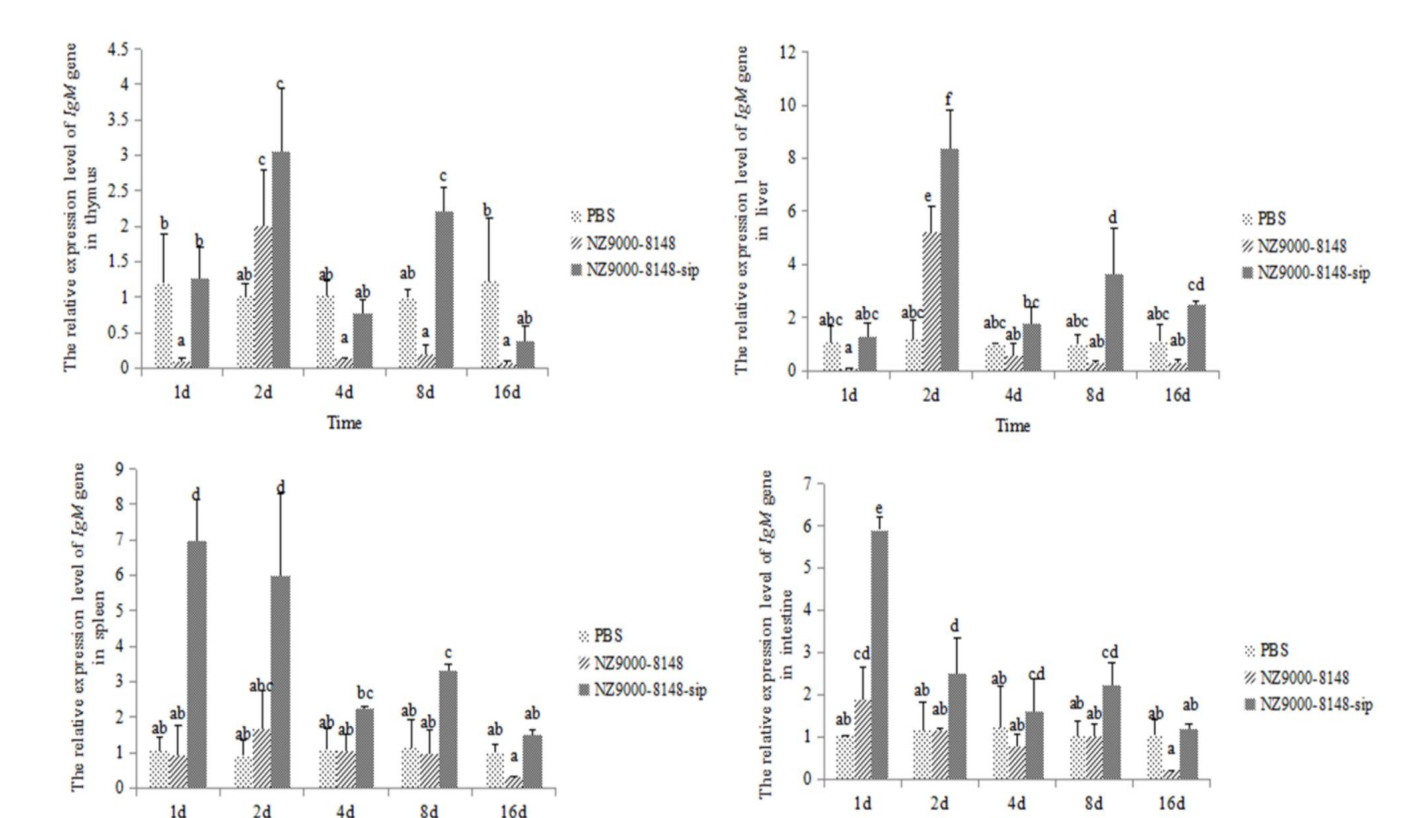 The relative expression level of IgM gene
in thymus
4.5
4
3.5
3
2.5
2
1.5
1
0.5
0
b
a
b
ab
c
c
ab
a
ab
ab
a
c
b
a
ab
1d
2d
4d
8d
16d
Time
PBS
NZ9000-8148
NZ9000-8148-sip
The relative expression level of IgM gene
in liver
12
10
8
6
4
2
0
abc
a
abc
abc
e
f
abc
ab
bc
abc
ab
d
abc
ab
cd
1d
2d
4d
8d
16d
Time
PBS
NZ9000-8148
NZ9000-8148-sip
The relative expression level of IgM gene
in spleen
9
8
7
6
5
4
3
2
1
0
ab
ab
d
ab
abc
d
ab
ab
bc
ab
ab
c
ab
a
ab
1d
2d
4d
8d
16d
PBS
NZ9000-8148
NZ9000-8148-sip
The relative expression level of IgM gene
in intestine
7
6
5
4
3
2
1
0
ab
cd
e
ab
ab
d
ab
ab
cd
ab
ab
cd
ab
a
ab
1d
2d
4d
8d
16d
PBS
NZ9000-8148
NZ9000-8148-sip